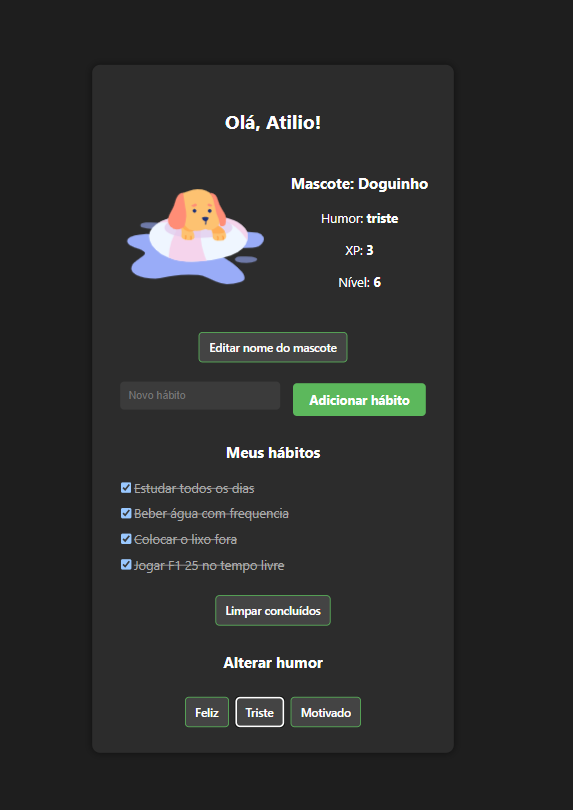 Olá, Atilio!
Mascote: Doguinho
Humor: triste
XP: 3
Nível: 6
Editar nome do mascote
Novo hábito
Adicionar hábito
Meus hábitos
Estudar todos os dias
Beber água com frequencia
Colocar o lixo fora
Jogar F1 25 no tempo livre
Limpar concluídos
Alterar humor
Feliz
Triste
Motivado